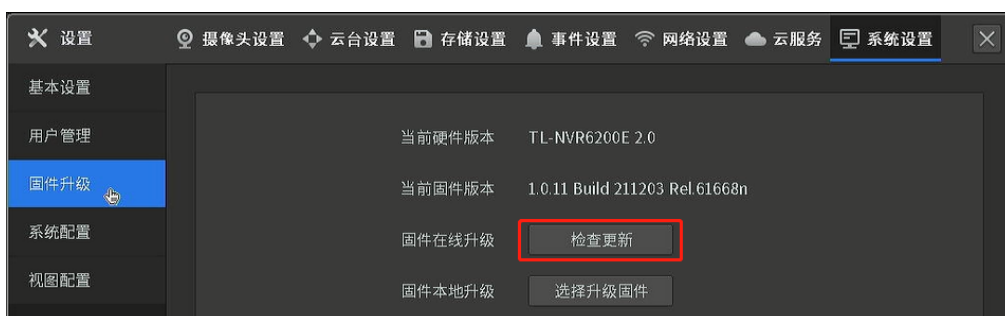 设置 摄像头设置 云台设置 存储设置 事件设置 网络设置 云服务 系统设置
基本设置
用户管理
当前硬件版本 TL-NVR6200E 2.0
固件升级
当前固件版本 1.0.11 Build 211203 Rel.61668n
系统配置
固件在线升级 检查更新
视图配置
固件本地升级 选择升级固件